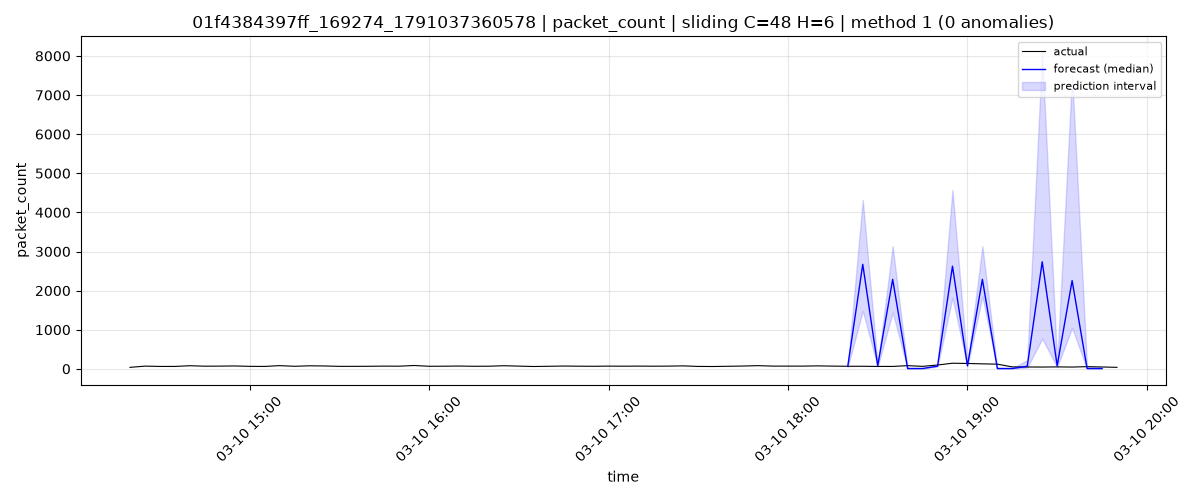 01f4384397ff_169274_1791037360578 | packet_count | sliding C=48 H=6 | method 1 (0 anomalies)
actual
forecast (median)
prediction interval
8000
7000
6000
5000
4000
3000
2000
1000
0
packet_count
03-10 15:00
03-10 16:00
03-10 17:00
03-10 18:00
03-10 19:00
03-10 20:00
time